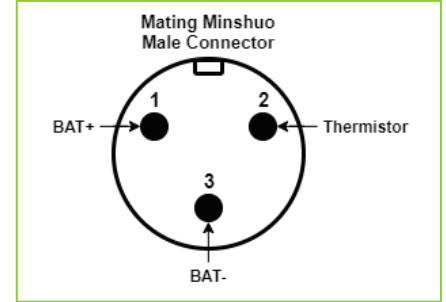 Mating Minshuo
Male Connector
1
2
BAT+
Thermistor
3
BAT-